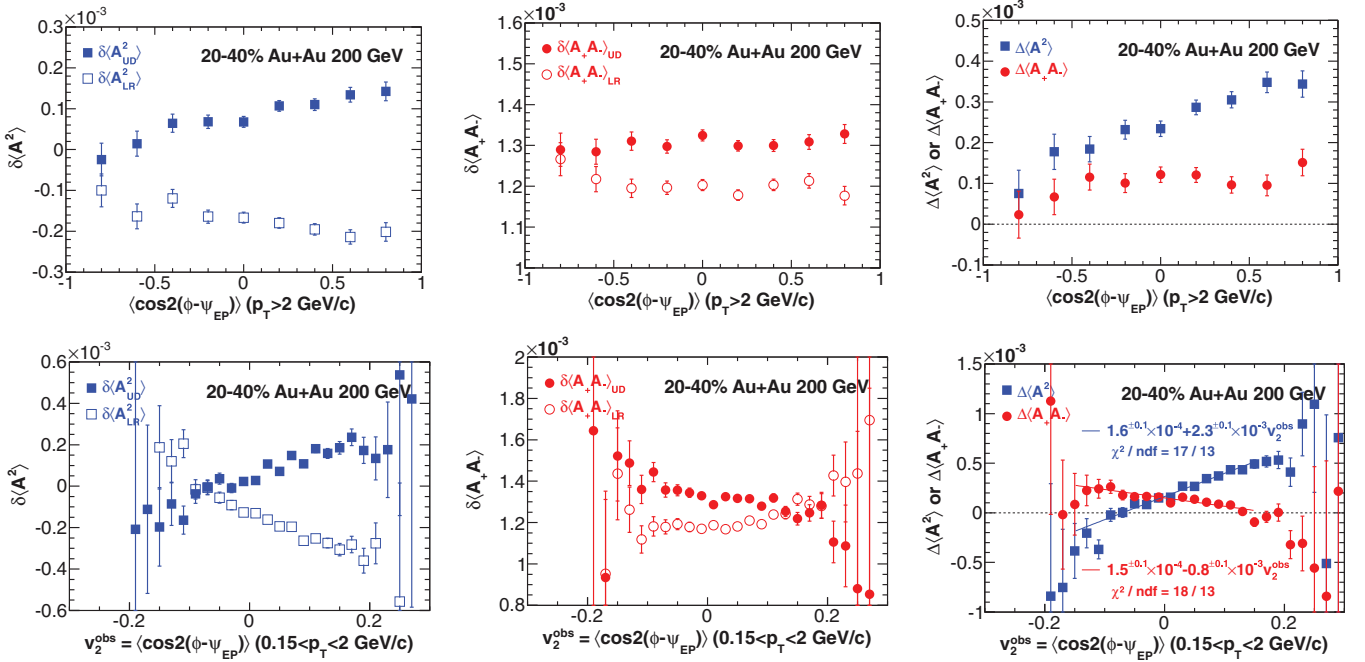 ×10⁻³
0.3
0.2
0.1
0
-0.1
-0.2
-0.3
δ⟨A²⟩
δ⟨A²_UD⟩
δ⟨A²_LR⟩
20-40% Au+Au 200 GeV
-1
-0.5
0
0.5
1
⟨cos2(φ-ψ_EP)⟩ (p_T>2 GeV/c)
×10⁻³
1.6
1.5
1.4
1.3
1.2
1.1
1
δ⟨A₊A₋⟩
δ⟨A₊A₋⟩_UD
δ⟨A₊A₋⟩_LR
20-40% Au+Au 200 GeV
-1
-0.5
0
0.5
1
⟨cos2(φ-ψ_EP)⟩ (p_T>2 GeV/c)
×10⁻³
0.5
0.4
0.3
0.2
0.1
0
-0.1
Δ⟨A²⟩ or Δ⟨A₊A₋⟩
Δ⟨A²⟩
Δ⟨A₊A₋⟩
20-40% Au+Au 200 GeV
-1
-0.5
0
0.5
1
⟨cos2(φ-ψ_EP)⟩ (p_T>2 GeV/c)
×10⁻³
0.6
0.4
0.2
0
-0.2
-0.4
-0.6
δ⟨A²⟩
δ⟨A²_UD⟩
δ⟨A²_LR⟩
20-40% Au+Au 200 GeV
-0.2
0
0.2
v₂^obs = ⟨cos2(φ-ψ_EP)⟩ (0.15<p_T<2 GeV/c)
×10⁻³
2
1.8
1.6
1.4
1.2
1
0.8
δ⟨A₊A₋⟩
δ⟨A₊A₋⟩_UD
δ⟨A₊A₋⟩_LR
20-40% Au+Au 200 GeV
-0.2
0
0.2
v₂^obs = ⟨cos2(φ-ψ_EP)⟩ (0.15<p_T<2 GeV/c)
×10⁻³
1.5
1
0.5
0
-0.5
-1
Δ⟨A²⟩ or Δ⟨A₊A₋⟩
Δ⟨A²⟩
Δ⟨A₊A₋⟩
20-40% Au+Au 200 GeV
1.6^±0.1×10⁻⁴+2.3^±0.1×10⁻³v₂^obs
χ² / ndf = 17 / 13
1.5^±0.1×10⁻⁴-0.8^±0.1×10⁻³v₂^obs
χ² / ndf = 18 / 13
-0.2
0
0.2
v₂^obs = ⟨cos2(φ-ψ_EP)⟩ (0.15<p_T<2 GeV/c)